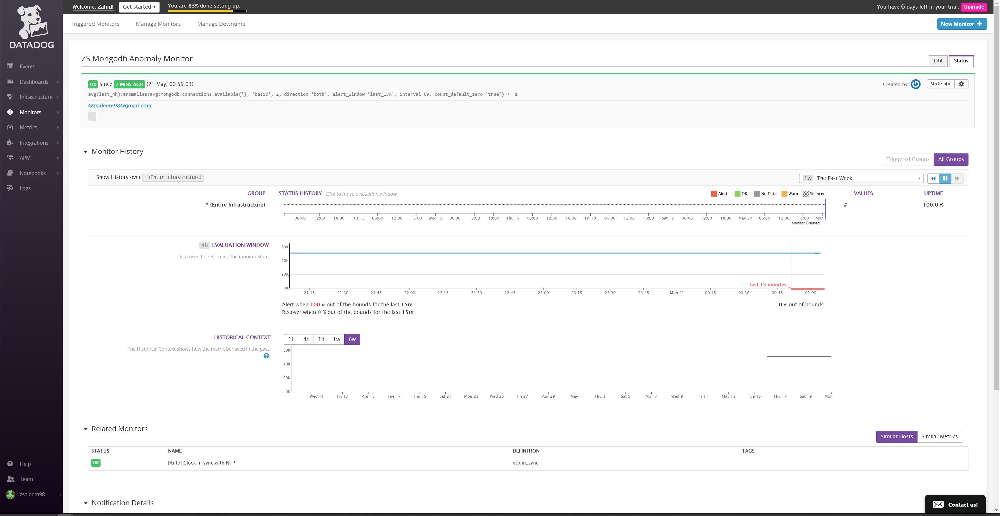 Welcome, Zahid!
Get started
You are 83% done setting up.
You have 6 days left in your trial.
Upgrade
DATADOG
Triggered Monitors
Manage Monitors
Manage Downtime
New Monitor
Events
Dashboards
Infrastructure
Monitors
Metrics
Integrations
APM
Notebooks
Logs
Help
Team
zsaleem98
ZS Mongodb Anomaly Monitor
Edit
Status
OK since 7 MINS AGO (21 May, 00:59:03)
Created by:
Mute
avg(last_4h):anomalies(avg:mongodb.connections.available{*}, 'basic', 2, direction='both', alert_window='last_15m', interval=60, count_default_zero='true') >= 1
@zsaleem98@gmail.com
...
Monitor History
Triggered Groups
All Groups
Show History over * (Entire Infrastructure)
1w The Past Week
GROUP
STATUS HISTORY Click to move evaluation window
Alert OK No Data Warn Silenced
VALUES
UPTIME
* (Entire Infrastructure)
#
100.0 %
06:00 12:00 18:00 Tue 15 06:00 12:00 18:00 Wed 16 06:00 12:00 18:00 Thu 17 06:00 12:00 18:00 Fri 18 06:00 12:00 18:00 Sat 19 06:00 12:00 18:00 May 20 06:00 12:00 18:00 Mon
Monitor Created
4h EVALUATION WINDOW
Data used to determine the monitor state
60K
40K
20K
0K
last 15 minutes
21:15 21:30 21:45 22:00 22:15 22:30 22:45 23:00 23:15 23:30 23:45 Mon 21 00:15 00:30 00:45 01:00
Alert when 100 % out of the bounds for the last 15m
0 % out of bounds
Recover when 0 % out of the bounds for the last 15m
HISTORICAL CONTEXT
The Historical Context shows how the metric behaved in the past.
?
1h 4h 1d 1w 6w
60K
40K
20K
0K
Wed 11 Fri 13 Apr 15 Tue 17 Thu 19 Sat 21 Mon 23 Wed 25 Fri 27 Apr 29 May Thu 3 Sat 5 Mon 7 Wed 9 Fri 11 May 13 Tue 15 Thu 17 Sat 19 Mon
Related Monitors
Similar Hosts
Similar Metrics
STATUS NAME DEFINITION TAGS
OK [Auto] Clock in sync with NTP ntp.in_sync
Notification Details
Contact us!